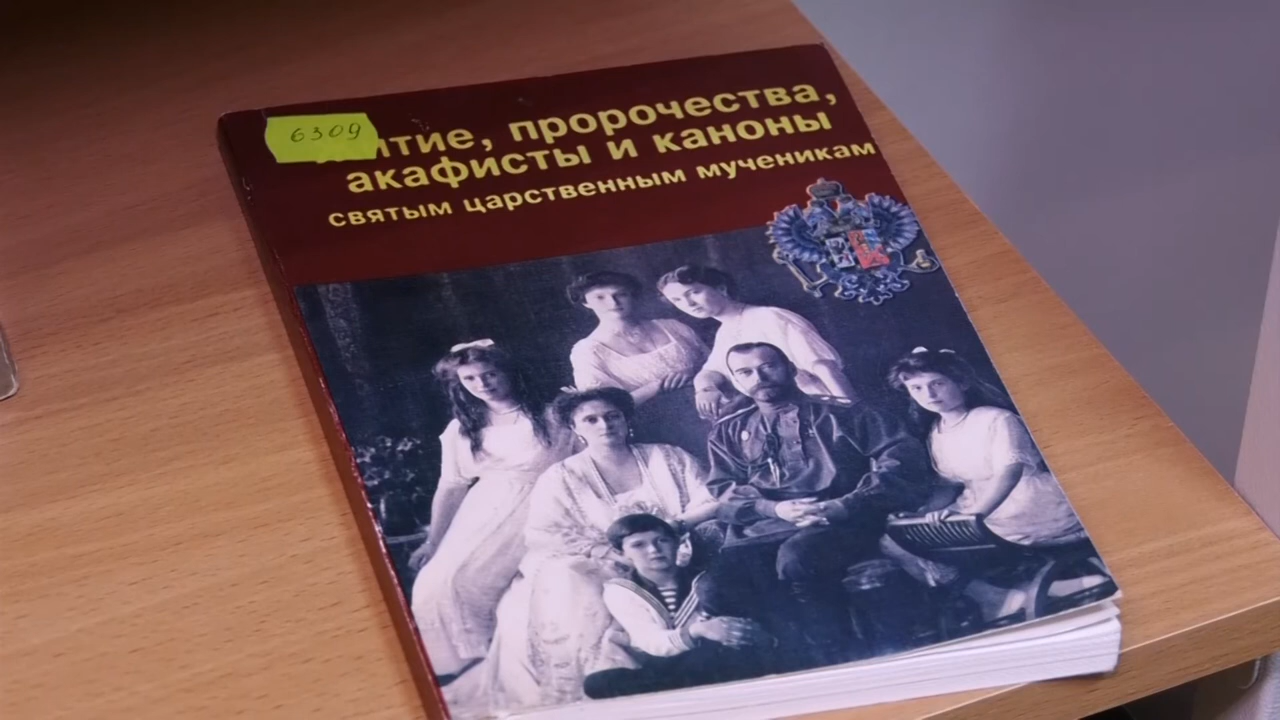 6309
итие, пророчества,
акафисты и каноны
святым царственным мученикам